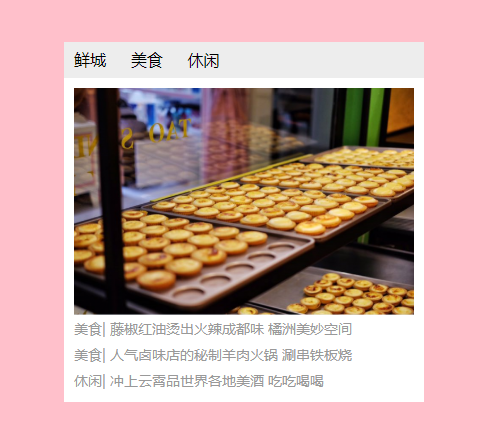 鲜城 美食 休闲
TAO S
美食| 藤椒红油烫出火辣成都味 橘洲美妙空间
美食| 人气卤味店的秘制羊肉火锅 涮串铁板烧
休闲| 冲上云霄品世界各地美酒 吃吃喝喝